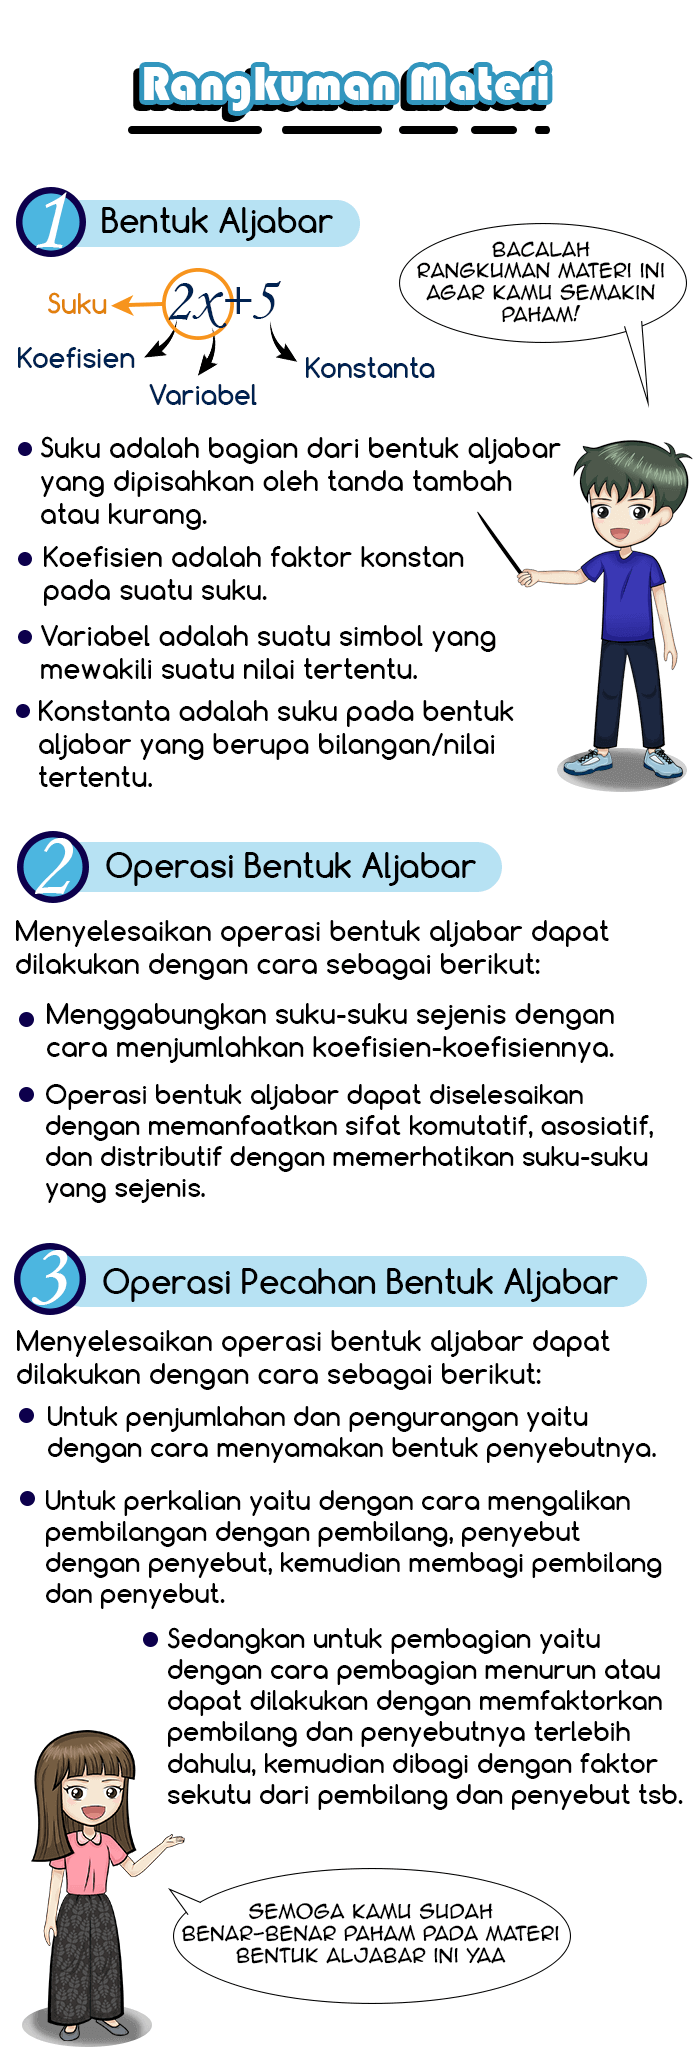 Rangkuman Materi
1 Bentuk Aljabar
BACALAH
RANGKUMAN MATERI INI
AGAR KAMU SEMAKIN
PAHAM!
Suku 2x+5
Koefisien
Variabel
Konstanta
Suku adalah bagian dari bentuk aljabar
yang dipisahkan oleh tanda tambah
atau kurang.
Koefisien adalah faktor konstan
pada suatu suku.
Variabel adalah suatu simbol yang
mewakili suatu nilai tertentu.
Konstanta adalah suku pada bentuk
aljabar yang berupa bilangan/nilai
tertentu.
2 Operasi Bentuk Aljabar
Menyelesaikan operasi bentuk aljabar dapat
dilakukan dengan cara sebagai berikut:
Menggabungkan suku-suku sejenis dengan
cara menjumlahkan koefisien-koefisiennya.
Operasi bentuk aljabar dapat diselesaikan
dengan memanfaatkan sifat komutatif, asosiatif,
dan distributif dengan memerhatikan suku-suku
yang sejenis.
3 Operasi Pecahan Bentuk Aljabar
Menyelesaikan operasi bentuk aljabar dapat
dilakukan dengan cara sebagai berikut:
Untuk penjumlahan dan pengurangan yaitu
dengan cara menyamakan bentuk penyebutnya.
Untuk perkalian yaitu dengan cara mengalikan
pembilangan dengan pembilang, penyebut
dengan penyebut, kemudian membagi pembilang
dan penyebut.
Sedangkan untuk pembagian yaitu
dengan cara pembagian menurun atau
dapat dilakukan dengan memfaktorkan
pembilang dan penyebutnya terlebih
dahulu, kemudian dibagi dengan faktor
sekutu dari pembilang dan penyebut tsb.
SEMOGA KAMU SUDAH
BENAR-BENAR PAHAM PADA MATERI
BENTUK ALJABAR INI YAA